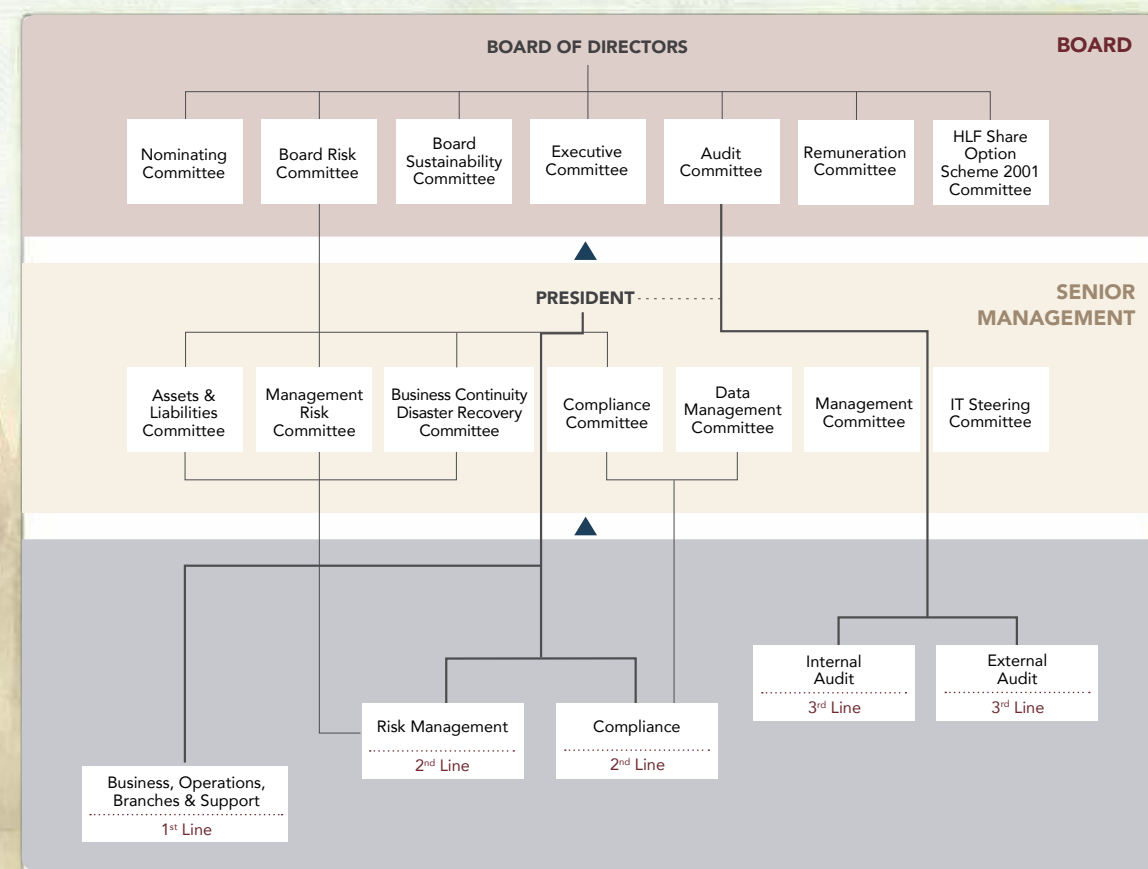 BOARD OF DIRECTORS
BOARD
Nominating
Committee
Board Risk
Committee
Board
Sustainability
Committee
Executive
Committee
Audit
Committee
Remuneration
Committee
HLF Share
Option
Scheme 2001
Committee
PRESIDENT
SENIOR
MANAGEMENT
Assets &
Liabilities
Committee
Management
Risk
Committee
Business Continuity
Disaster Recovery
Committee
Compliance
Committee
Data
Management
Committee
Management
Committee
IT Steering
Committee
Internal
Audit
3rd Line
External
Audit
3rd Line
Risk Management
2nd Line
Compliance
2nd Line
Business, Operations,
Branches & Support
1st Line